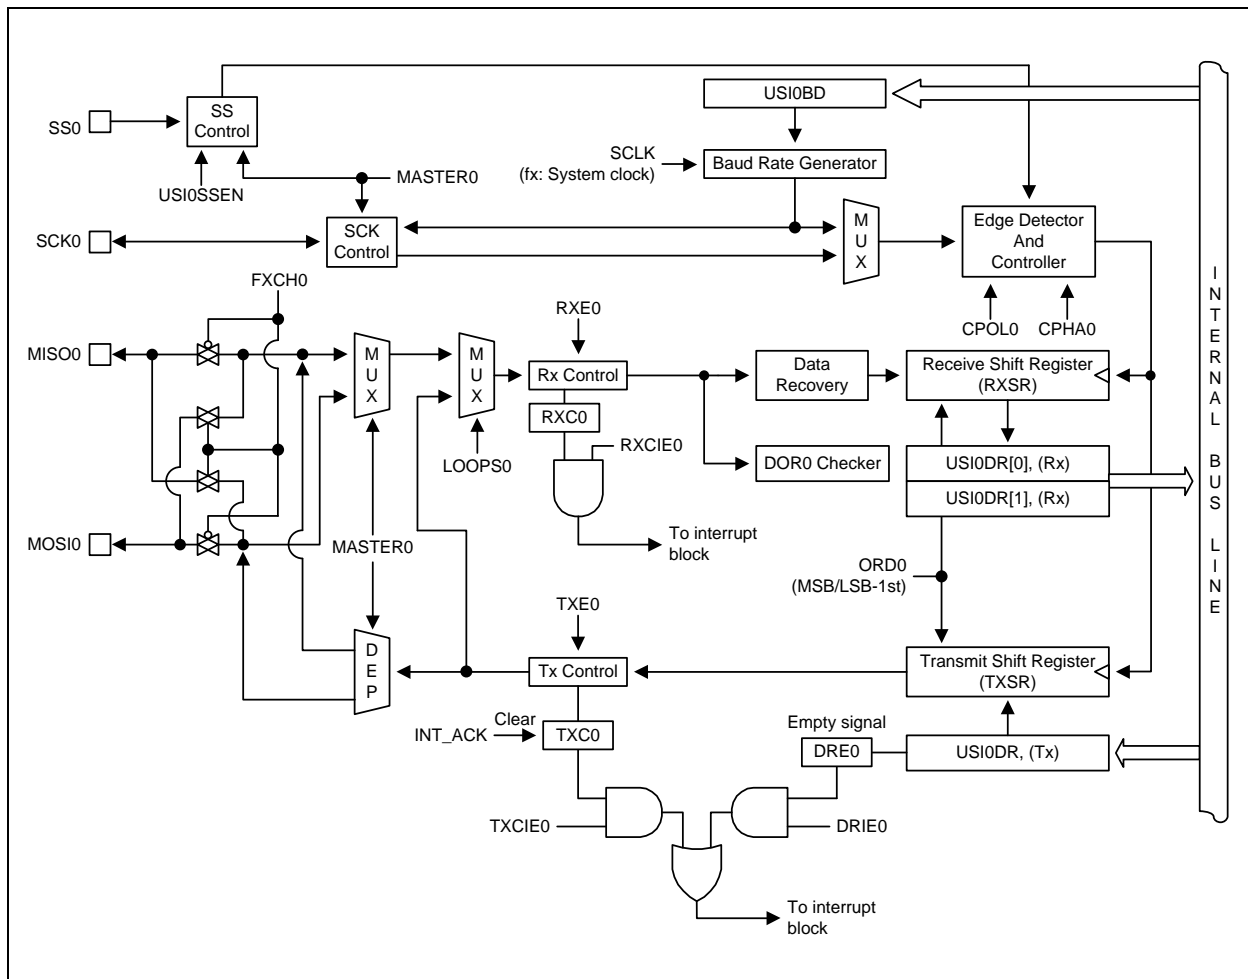 USI0BD
SS
Control
SS0
SCLK
(fx: System clock)
Baud Rate Generator
MASTER0
USI0SSEN
SCK0
SCK
Control
M
U
X
Edge Detector
And
Controller
FXCH0
CPOL0
CPHA0
RXE0
MISO0
M
U
X
M
U
X
Rx Control
Data
Recovery
Receive Shift Register
(RXSR)
RXC0
RXCIE0
LOOPS0
DOR0 Checker
USI0DR[0], (Rx)
USI0DR[1], (Rx)
MOSI0
MASTER0
To interrupt
block
ORD0
(MSB/LSB-1st)
TXE0
D
E
P
Tx Control
Transmit Shift Register
(TXSR)
Clear
INT_ACK
TXC0
Empty signal
DRE0
USI0DR, (Tx)
TXCIE0
DRIE0
To interrupt
block
I
N
T
E
R
N
A
L
B
U
S
L
I
N
E